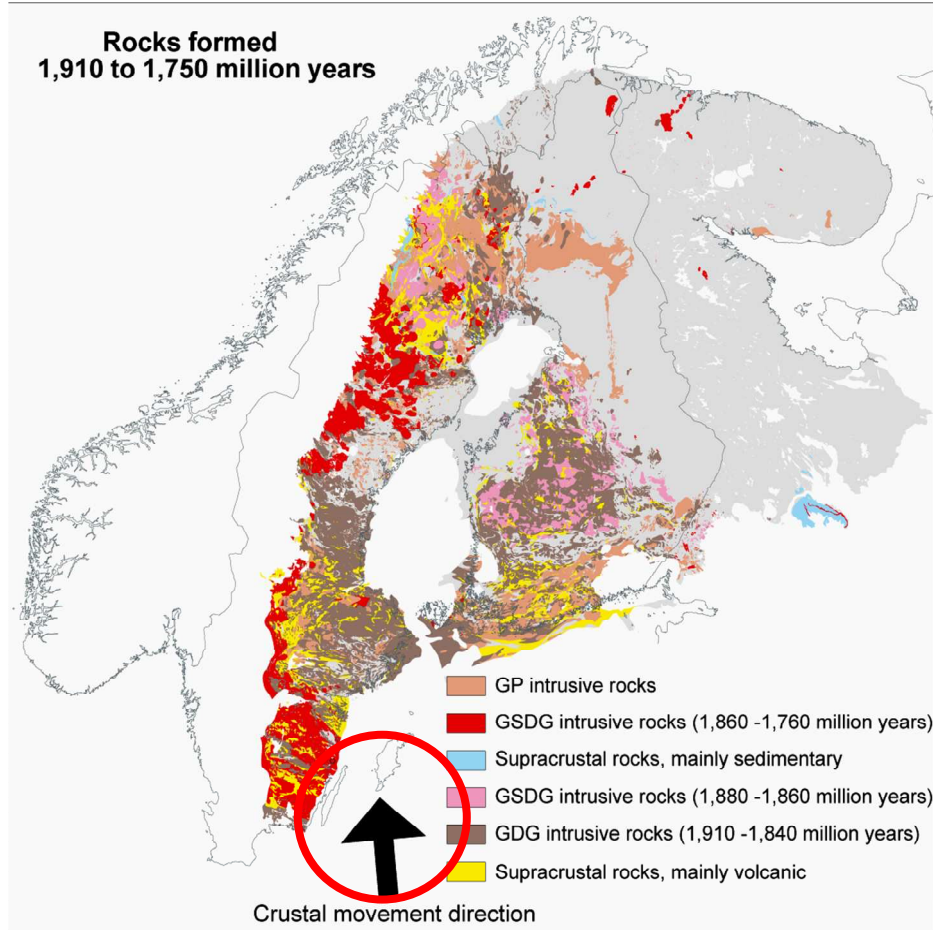 Rocks formed
1,910 to 1,750 million years
GP intrusive rocks
GSDG intrusive rocks (1,860 -1,760 million years)
Supracrustal rocks, mainly sedimentary
GSDG intrusive rocks (1,880 -1,860 million years)
GDG intrusive rocks (1,910 -1,840 million years)
Supracrustal rocks, mainly volcanic
Crustal movement direction